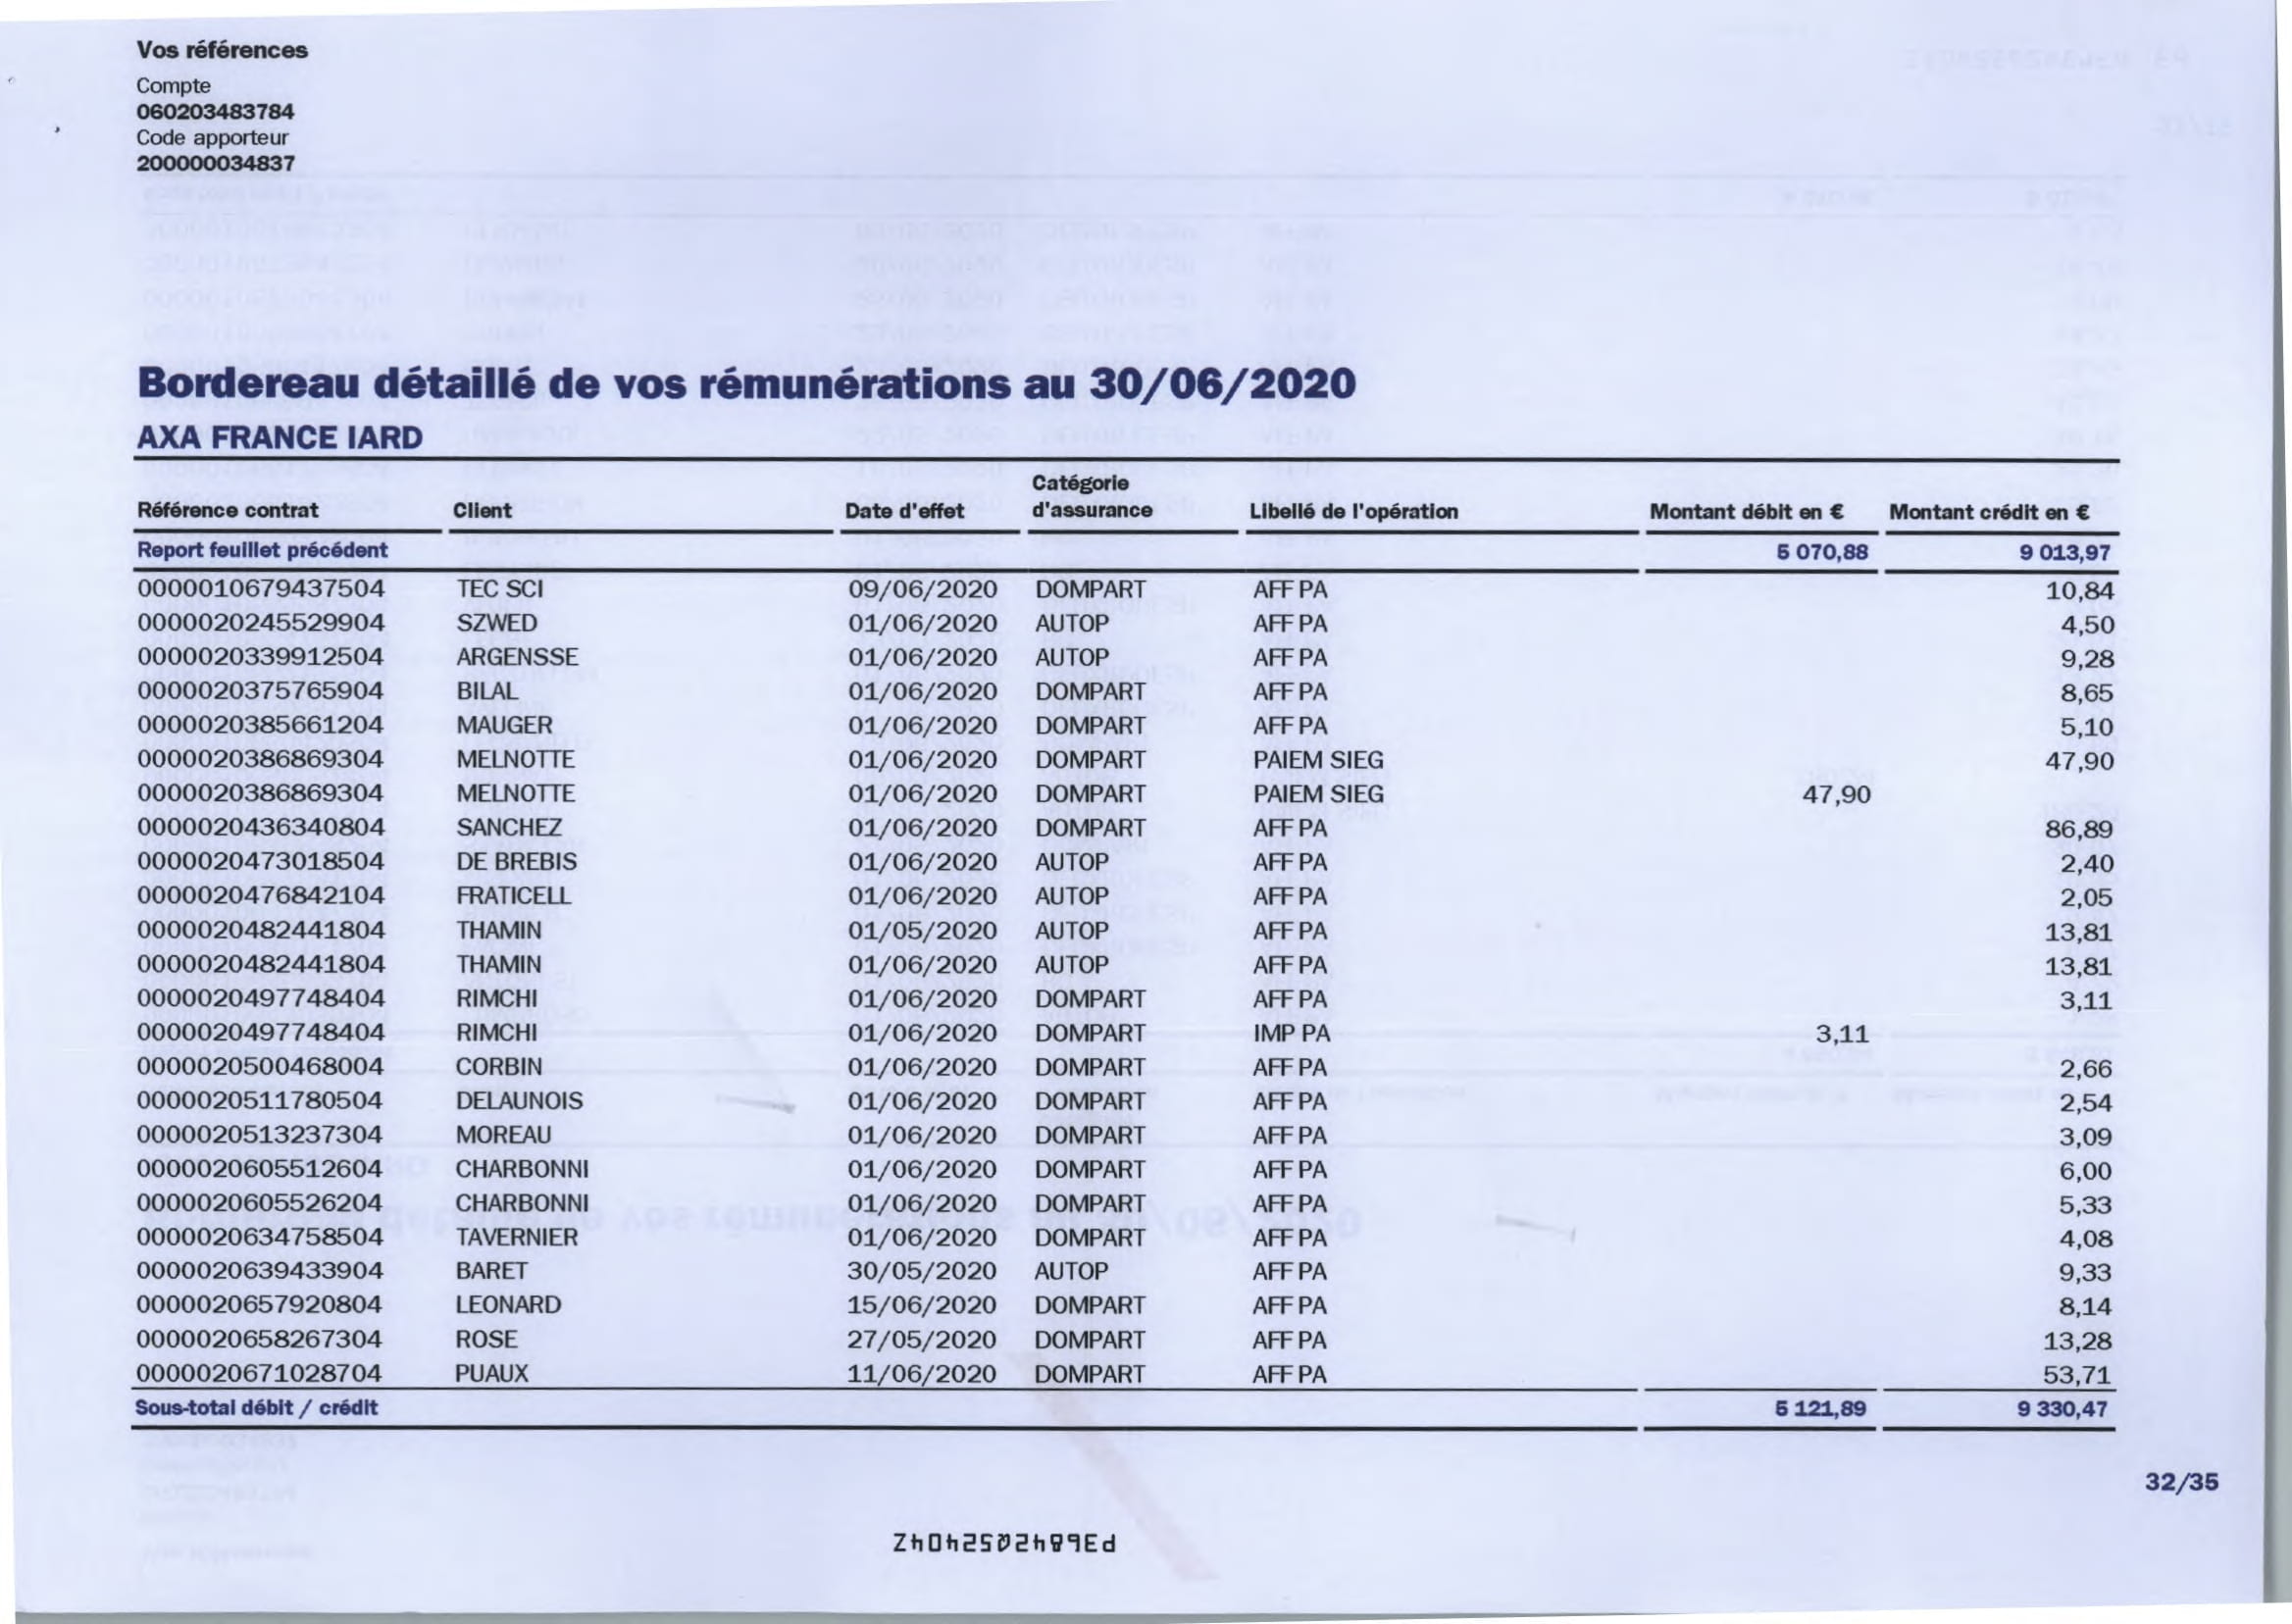 Vos références
Compte
060203483784
Code apporteur
200000034837
Bordereau détaillé de vos rémunérations au 30/06/2020
AXA FRANCE IARD
Référence contrat Client Date d'effet Catégorie d'assurance Libellé de l'opération Montant débit en € Montant crédit en €
Report feuillet précédent 5 070,88 9 013,97
0000010679437504 TEC SCI 09/06/2020 DOMPART AFF PA 10,84
0000020245529904 SZWED 01/06/2020 AUTOP AFF PA 4,50
0000020339912504 ARGENSSE 01/06/2020 AUTOP AFF PA 9,28
0000020375765904 BILAL 01/06/2020 DOMPART AFF PA 8,65
0000020385661204 MAUGER 01/06/2020 DOMPART AFF PA 5,10
0000020386869304 MELNOTTE 01/06/2020 DOMPART PAIEM SIEG 47,90
0000020386869304 MELNOTTE 01/06/2020 DOMPART PAIEM SIEG 47,90
0000020436340804 SANCHEZ 01/06/2020 DOMPART AFF PA 86,89
0000020473018504 DE BREBIS 01/06/2020 AUTOP AFF PA 2,40
0000020476842104 FRATICELL 01/06/2020 AUTOP AFF PA 2,05
0000020482441804 THAMIN 01/05/2020 AUTOP AFF PA 13,81
0000020482441804 THAMIN 01/06/2020 AUTOP AFF PA 13,81
0000020497748404 RIMCHI 01/06/2020 DOMPART AFF PA 3,11
0000020497748404 RIMCHI 01/06/2020 DOMPART IMP PA 3,11
0000020500468004 CORBIN 01/06/2020 DOMPART AFF PA 2,66
0000020511780504 DELAUNOIS 01/06/2020 DOMPART AFF PA 2,54
0000020513237304 MOREAU 01/06/2020 DOMPART AFF PA 3,09
0000020605512604 CHARBONNI 01/06/2020 DOMPART AFF PA 6,00
0000020605526204 CHARBONNI 01/06/2020 DOMPART AFF PA 5,33
0000020634758504 TAVERNIER 01/06/2020 DOMPART AFF PA 4,08
0000020639433904 BARET 30/05/2020 AUTOP AFF PA 9,33
0000020657920804 LEONARD 15/06/2020 DOMPART AFF PA 8,14
0000020658267304 ROSE 27/05/2020 DOMPART AFF PA 13,28
0000020671028704 PUAUX 11/06/2020 DOMPART AFF PA 53,71
Sous-total débit / crédit 5 121,89 9 330,47
32/35